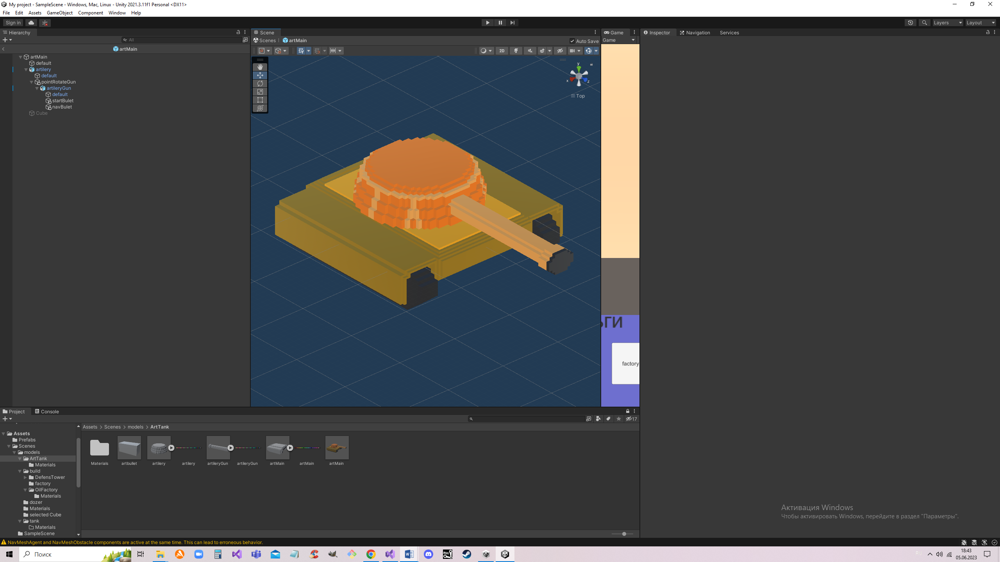 My project - SampleScene - Windows, Mac, Linux - Unity 2021.3.11f1 Personal <DX11>
File Edit Assets GameObject Component Window Help
Sign in
Layers
Layout
Hierarchy
All
artMain
artMain
default
artilery
default
pointRotateGun
artileryGun
default
startBulet
navBulet
Cube
Scene
Scenes | artMain
Auto Save
2D
y
x
z
Top
Game
Game
ЬГИ
factory
Inspector
Navigation
Services
Project
Console
17
Assets
Prefabs
Scenes
models
ArtTank
Materials
build
DefensTower
factory
OilFactory
Materials
dozer
Materials
selected Cube
tank
Materials
SampleScene
Assets > Scenes > models > ArtTank
Materials
artbullet
artilery
artilery
artileryGun
artileryGun
artMain
artMain
artMain
Активация Windows
Чтобы активировать Windows, перейдите в раздел "Параметры".
NavMeshAgent and NavMeshObstacle components are active at the same time. This can lead to erroneous behavior.
Поиск
18:43
05.06.2023